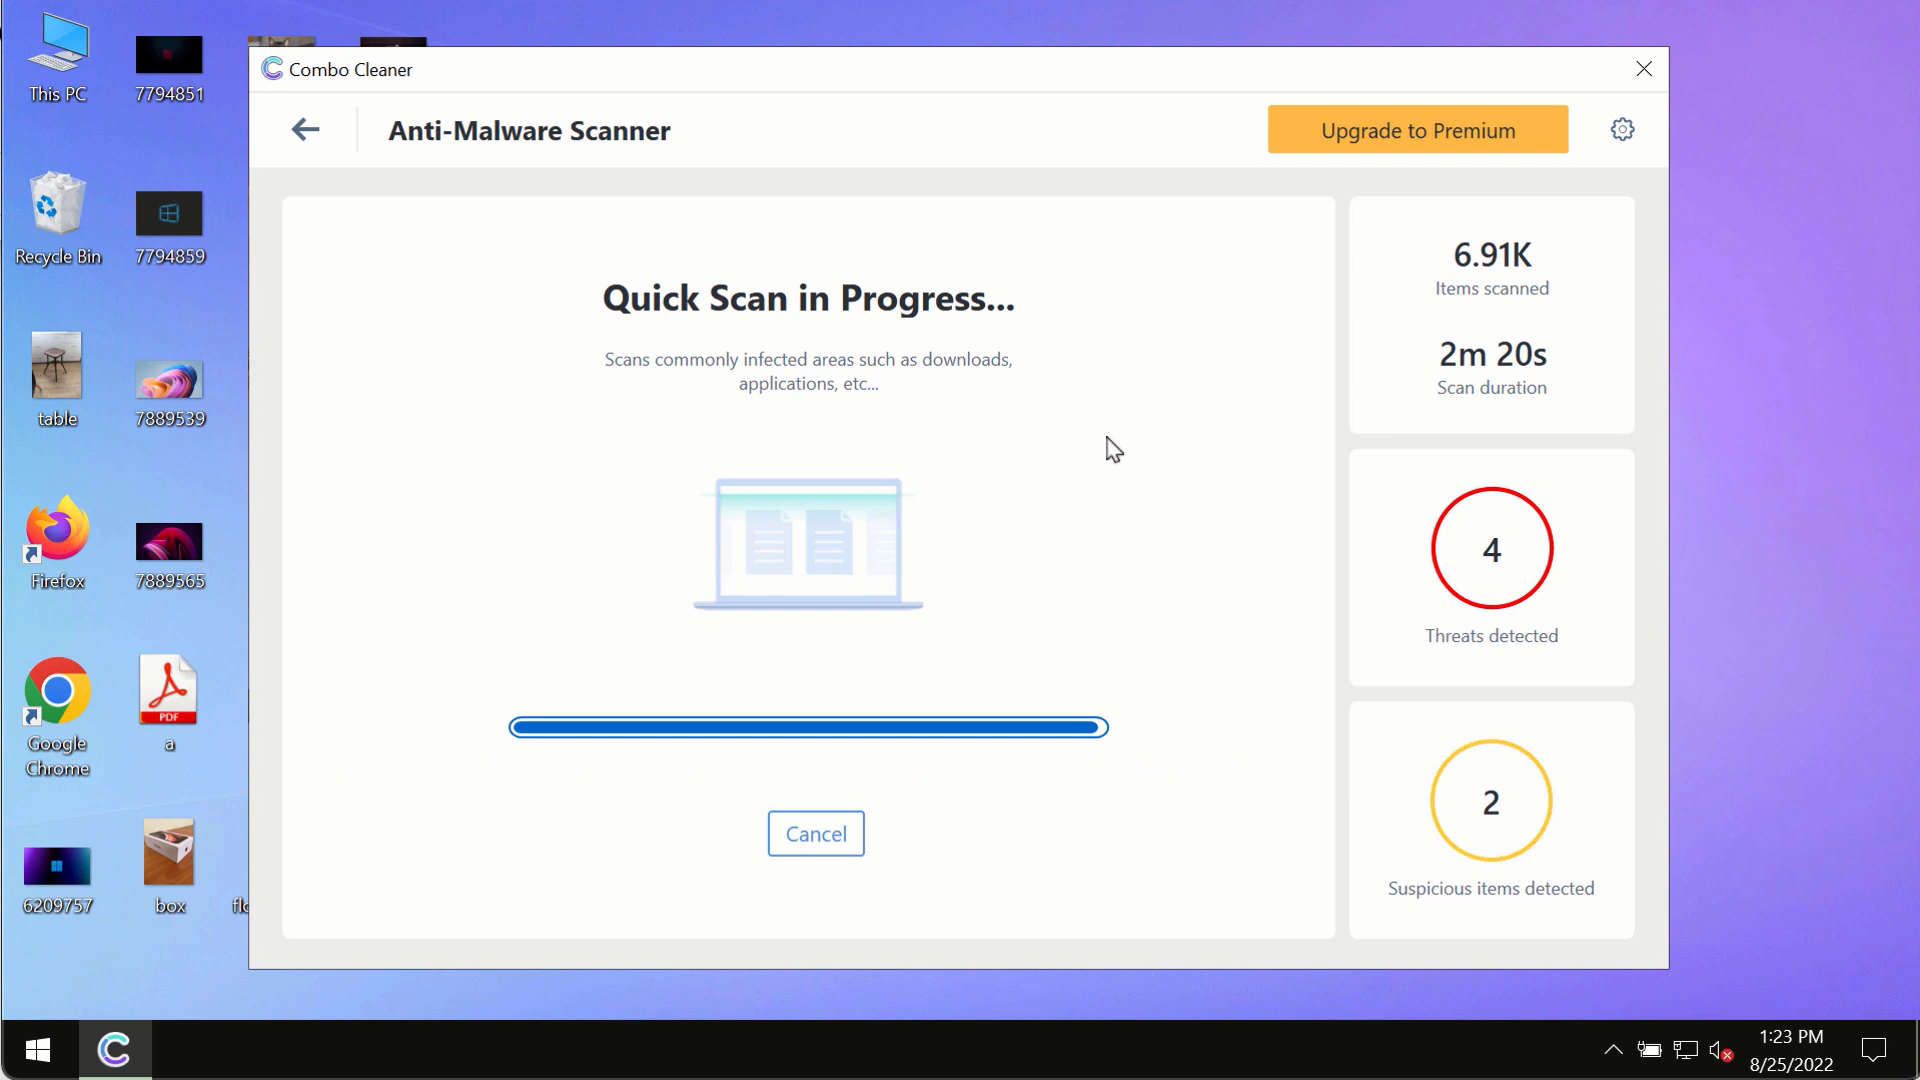 This PC
7794851
Recycle Bin
7794859
table
7889539
Firefox
7889565
Google
Chrome
PDF
a
6209757
box
Combo Cleaner
Anti-Malware Scanner
Upgrade to Premium
Quick Scan in Progress...
Scans commonly infected areas such as downloads,
applications, etc...
Cancel
6.91K
Items scanned
2m 20s
Scan duration
4
Threats detected
2
Suspicious items detected
1:23 PM
8/25/2022